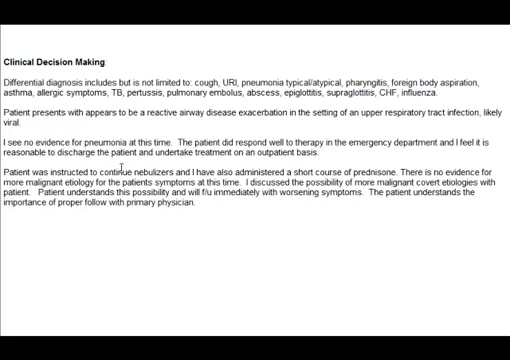 Clinical Decision Making:
Differential diagnosis includes but is not limited to: cough, URI, pneumonia typical/atypical, pharyngitis, foreign body aspiration,
asthma, allergic symptoms, TB, pertussis, pulmonary embolus, abscess, epiglottitis, supraglottitis, CHF, influenza.
Patient presents with appears to be a reactive airway disease exacerbation in the setting of an upper respiratory tract infection, likely
viral.
I see no evidence for pneumonia at this time. The patient did respond well to therapy in the emergency department and I feel it is
reasonable to discharge the patient and undertake treatment on an outpatient basis.
Patient was instructed to continue nebulizers and I have also administered a short course of prednisone. There is no evidence for
more malignant etiology for the patients symptoms at this time. I discussed the possibility of more malignant covert etiologies with
patient. Patient understands this possibility and will f/u immediately with worsening symptoms. The patient understands the
importance of proper follow with primary physician.